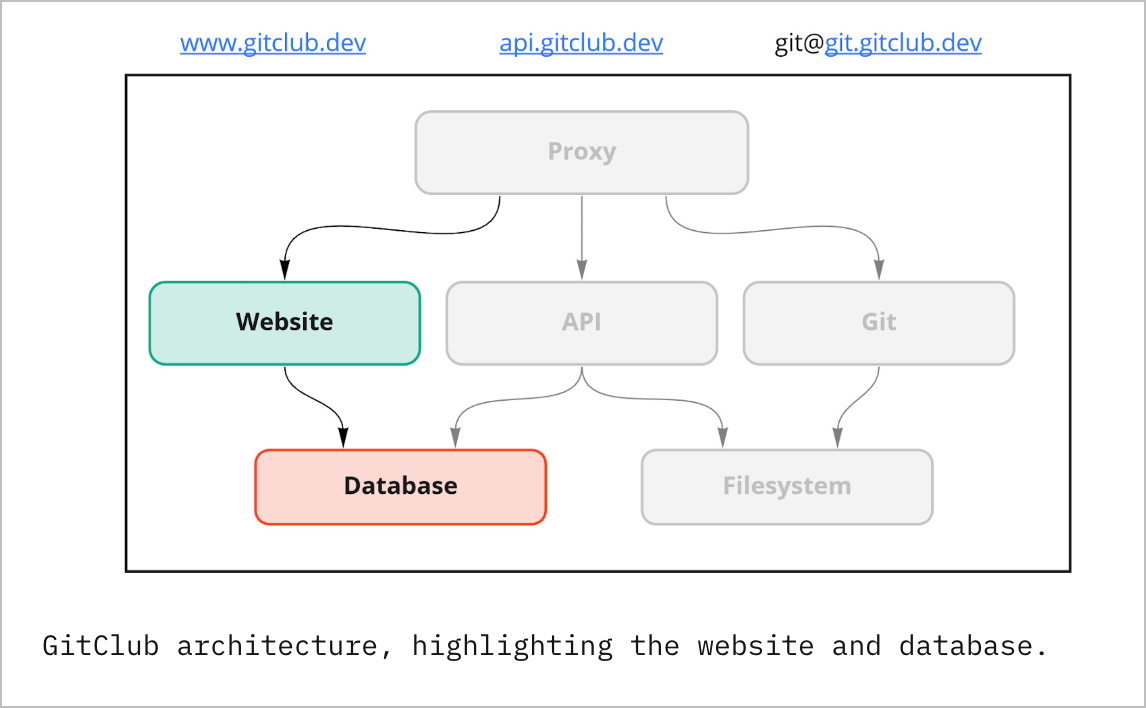 www.gitclub.dev api.gitclub.dev git@git.gitclub.dev
Proxy
Website API Git
Database Filesystem
GitClub architecture, highlighting the website and database.